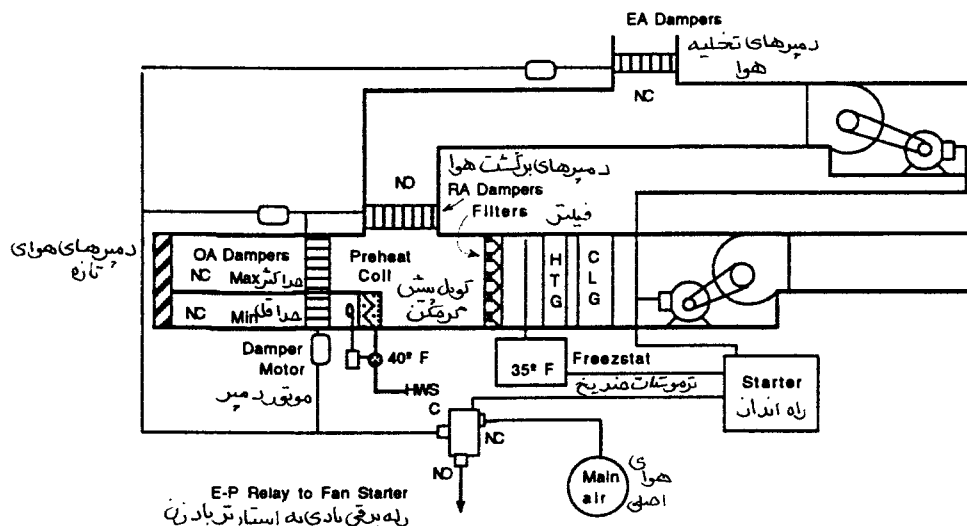 EA Dampers
دمپرهای تخلیه
هوا
NC
دمپرهای برگشت هوا
NO
RA Dampers
Filters
فیلتر
دمپرهای هوای
تازه
OA Dampers
NC
Max
حداکثر
NC
Min
حداقل
Preheat
Coil
کویل پیش
گرمکن
H
T
G
C
L
G
Damper
Motor
موتور دمپر
40° F
HWS
35° F
Freezstat
ترموستات ضدیخ
Starter
راه انداز
C
NC
NO
Main
air
هوای
اصلی
E-P Relay to Fan Starter
رله برقی بادی به استارتر بادزن